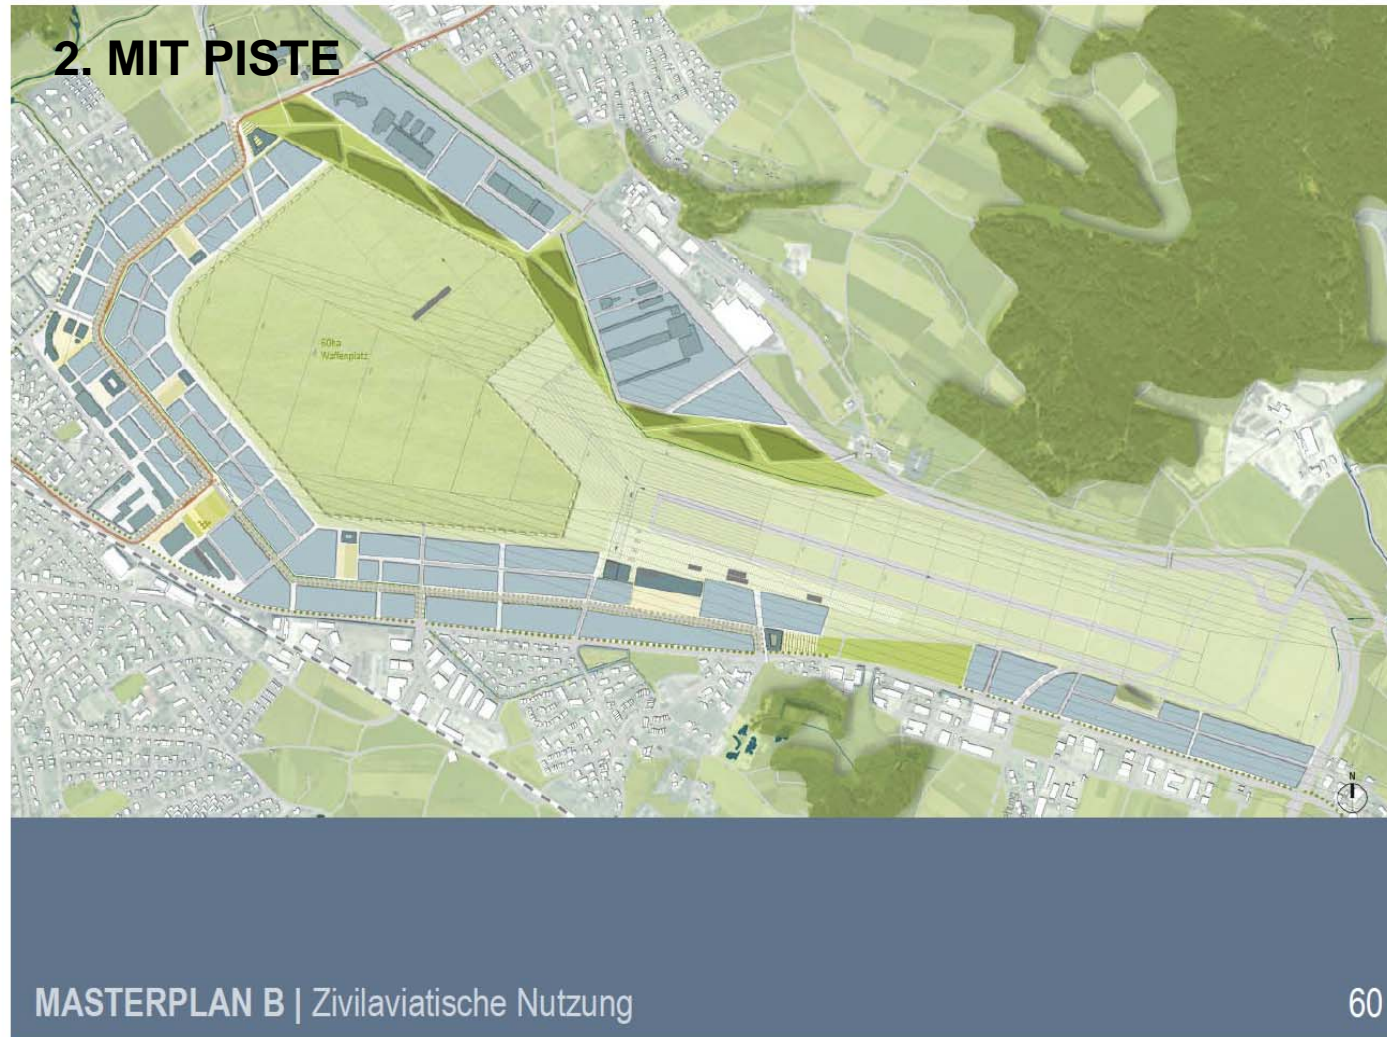 2. MIT PISTE
60ha
Waffenplatz
N
MASTERPLAN B | Zivilaviatische Nutzung
60